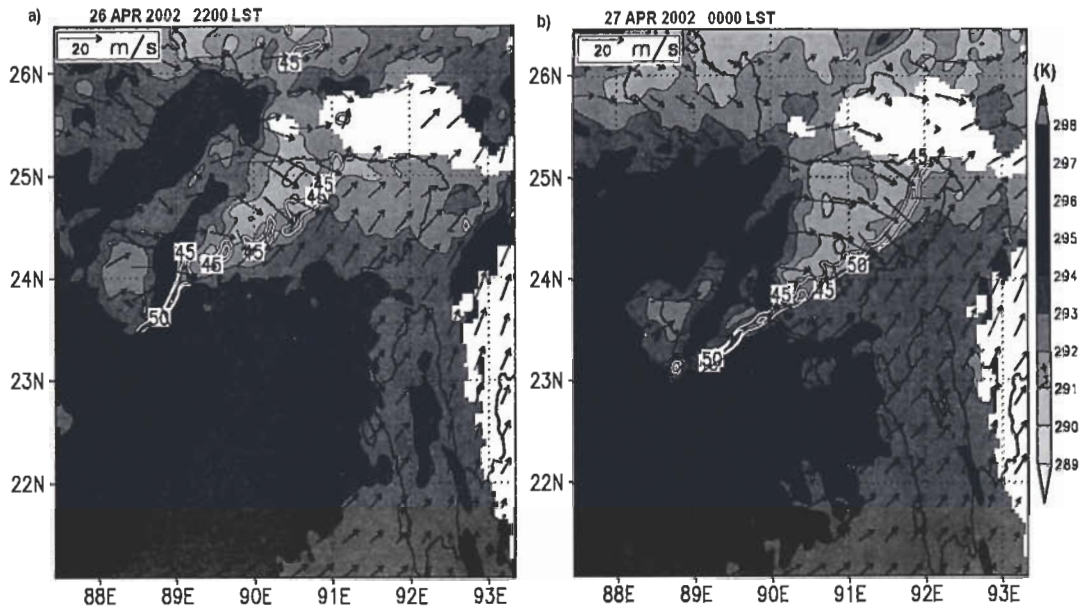 a) 26 APR 2002 2200 LST
20 m/s
45
26N
25N
24N
23N
22N
45
45
45
45
45
50
88E 89E 90E 91E 92E 93E
b) 27 APR 2002 0000 LST
20 m/s
26N
25N
24N
23N
22N
45
50
45
45
50
88E 89E 90E 91E 92E 93E
(K)
298
297
296
295
294
293
292
291
290
289